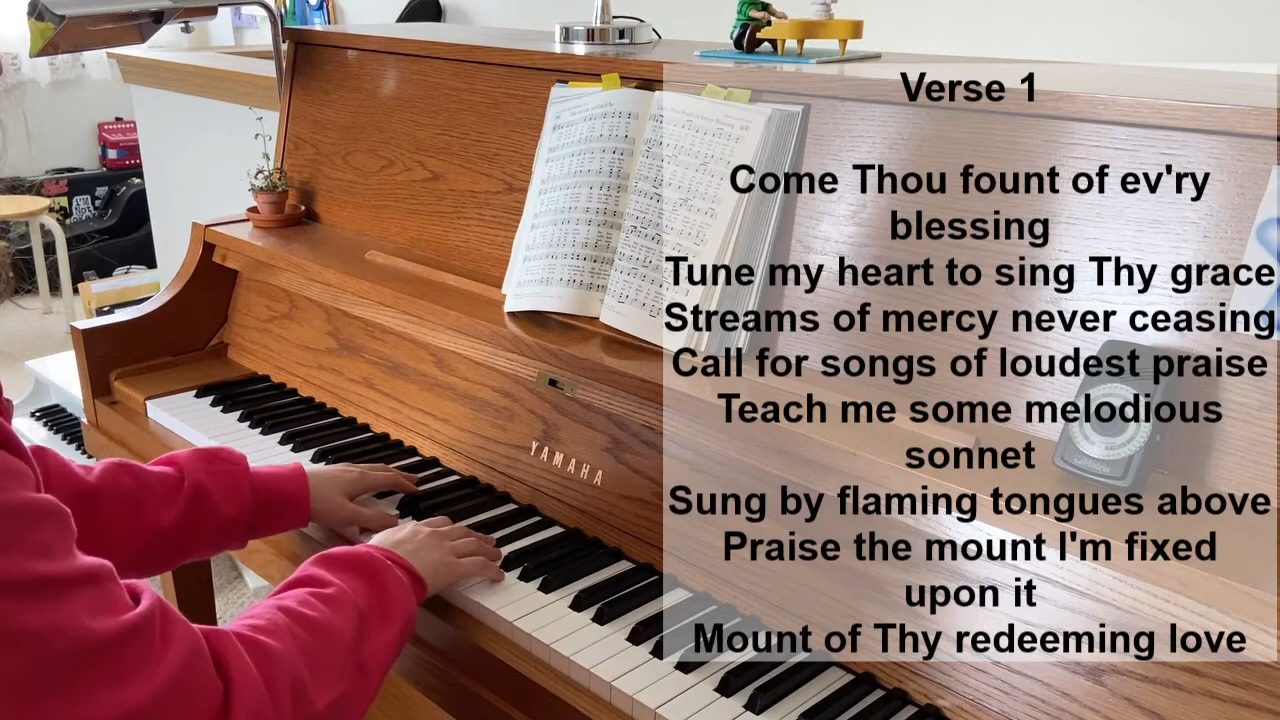 Verse 1
Come Thou fount of ev'ry
blessing
Tune my heart to sing Thy grace
Streams of mercy never ceasing
Call for songs of loudest praise
Teach me some melodious
sonnet
Sung by flaming tongues above
Praise the mount I'm fixed
upon it
Mount of Thy redeeming love
YAMAHA